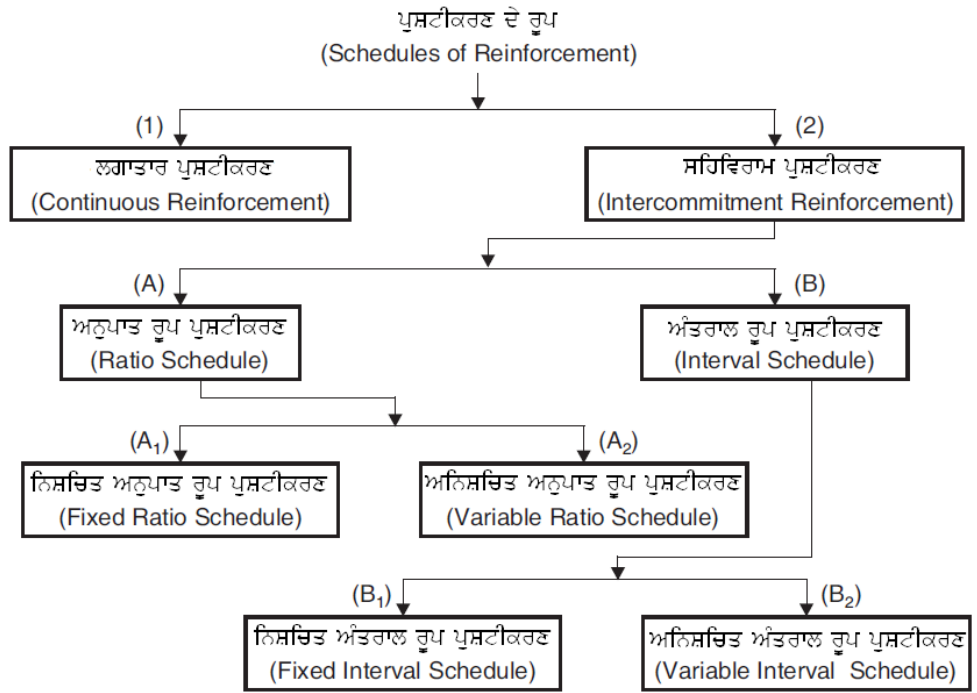 ਪੁਸ਼ਟੀਕਰਣ ਦੇ ਰੂਪ
(Schedules of Reinforcement)
(1)
(2)
ਲਗਾਤਾਰ ਪੁਸ਼ਟੀਕਰਣ
(Continuous Reinforcement)
ਸਹਿਵਿਰਾਮ ਪੁਸ਼ਟੀਕਰਣ
(Intercommitment Reinforcement)
(A)
(B)
ਅਨੁਪਾਤ ਰੂਪ ਪੁਸ਼ਟੀਕਰਣ
(Ratio Schedule)
ਅੰਤਰਾਲ ਰੂਪ ਪੁਸ਼ਟੀਕਰਣ
(Interval Schedule)
(A₁)
(A₂)
ਨਿਸ਼ਚਿਤ ਅਨੁਪਾਤ ਰੂਪ ਪੁਸ਼ਟੀਕਰਣ
(Fixed Ratio Schedule)
ਅਨਿਸ਼ਚਿਤ ਅਨੁਪਾਤ ਰੂਪ ਪੁਸ਼ਟੀਕਰਣ
(Variable Ratio Schedule)
(B₁)
(B₂)
ਨਿਸ਼ਚਿਤ ਅੰਤਰਾਲ ਰੂਪ ਪੁਸ਼ਟੀਕਰਣ
(Fixed Interval Schedule)
ਅਨਿਸ਼ਚਿਤ ਅੰਤਰਾਲ ਰੂਪ ਪੁਸ਼ਟੀਕਰਣ
(Variable Interval Schedule)